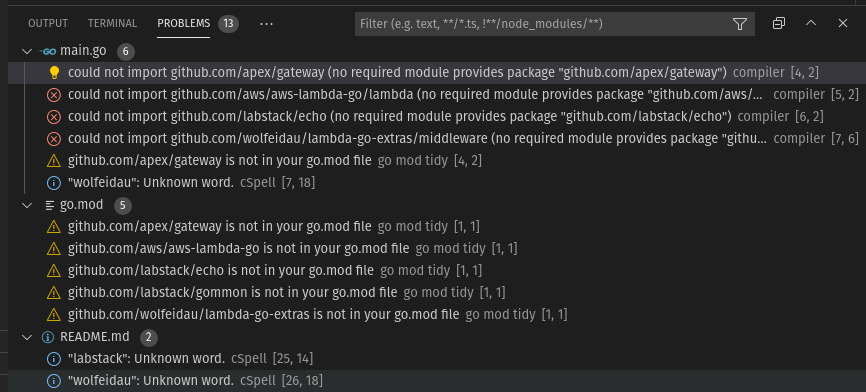 OUTPUT TERMINAL PROBLEMS 13 ... Filter (e.g. text, **/*.ts, !**/node_modules/**)
main.go 6
could not import github.com/apex/gateway (no required module provides package "github.com/apex/gateway") compiler [4, 2]
could not import github.com/aws/aws-lambda-go/lambda (no required module provides package "github.com/aws/... compiler [5, 2]
could not import github.com/labstack/echo (no required module provides package "github.com/labstack/echo") compiler [6, 2]
could not import github.com/wolfeidau/lambda-go-extras/middleware (no required module provides package "githu... compiler [7, 6]
github.com/apex/gateway is not in your go.mod file go mod tidy [4, 2]
"wolfeidau": Unknown word. cSpell [7, 18]
go.mod 5
github.com/apex/gateway is not in your go.mod file go mod tidy [1, 1]
github.com/aws/aws-lambda-go is not in your go.mod file go mod tidy [1, 1]
github.com/labstack/echo is not in your go.mod file go mod tidy [1, 1]
github.com/labstack/gommon is not in your go.mod file go mod tidy [1, 1]
github.com/wolfeidau/lambda-go-extras is not in your go.mod file go mod tidy [1, 1]
README.md 2
"labstack": Unknown word. cSpell [25, 14]
"wolfeidau": Unknown word. cSpell [26, 18]